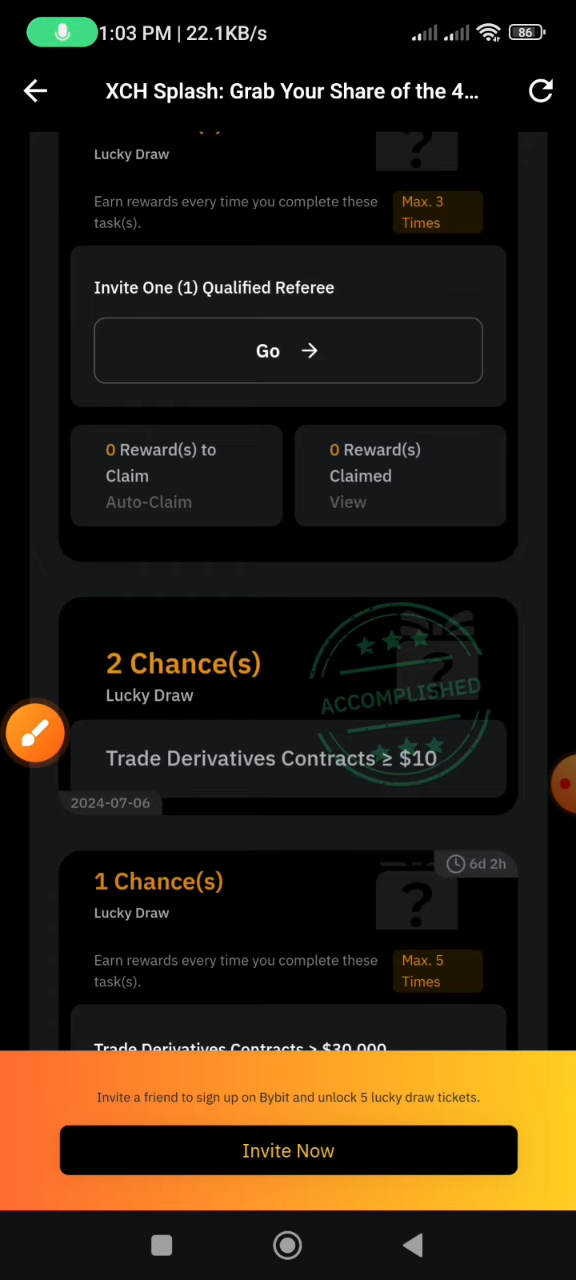 1:03 PM | 22.1KB/s
86
XCH Splash: Grab Your Share of the 4...
Lucky Draw
Earn rewards every time you complete these
task(s).
Max. 3
Times
Invite One (1) Qualified Referee
Go →
0 Reward(s) to
Claim
Auto-Claim
0 Reward(s)
Claimed
View
2 Chance(s)
Lucky Draw
ACCOMPLISHED
Trade Derivatives Contracts ≥ $10
2024-07-06
6d 2h
1 Chance(s)
Lucky Draw
Earn rewards every time you complete these
task(s).
Max. 5
Times
Trade Derivatives Contracts ≥ $30,000
Invite a friend to sign up on Bybit and unlock 5 lucky draw tickets.
Invite Now